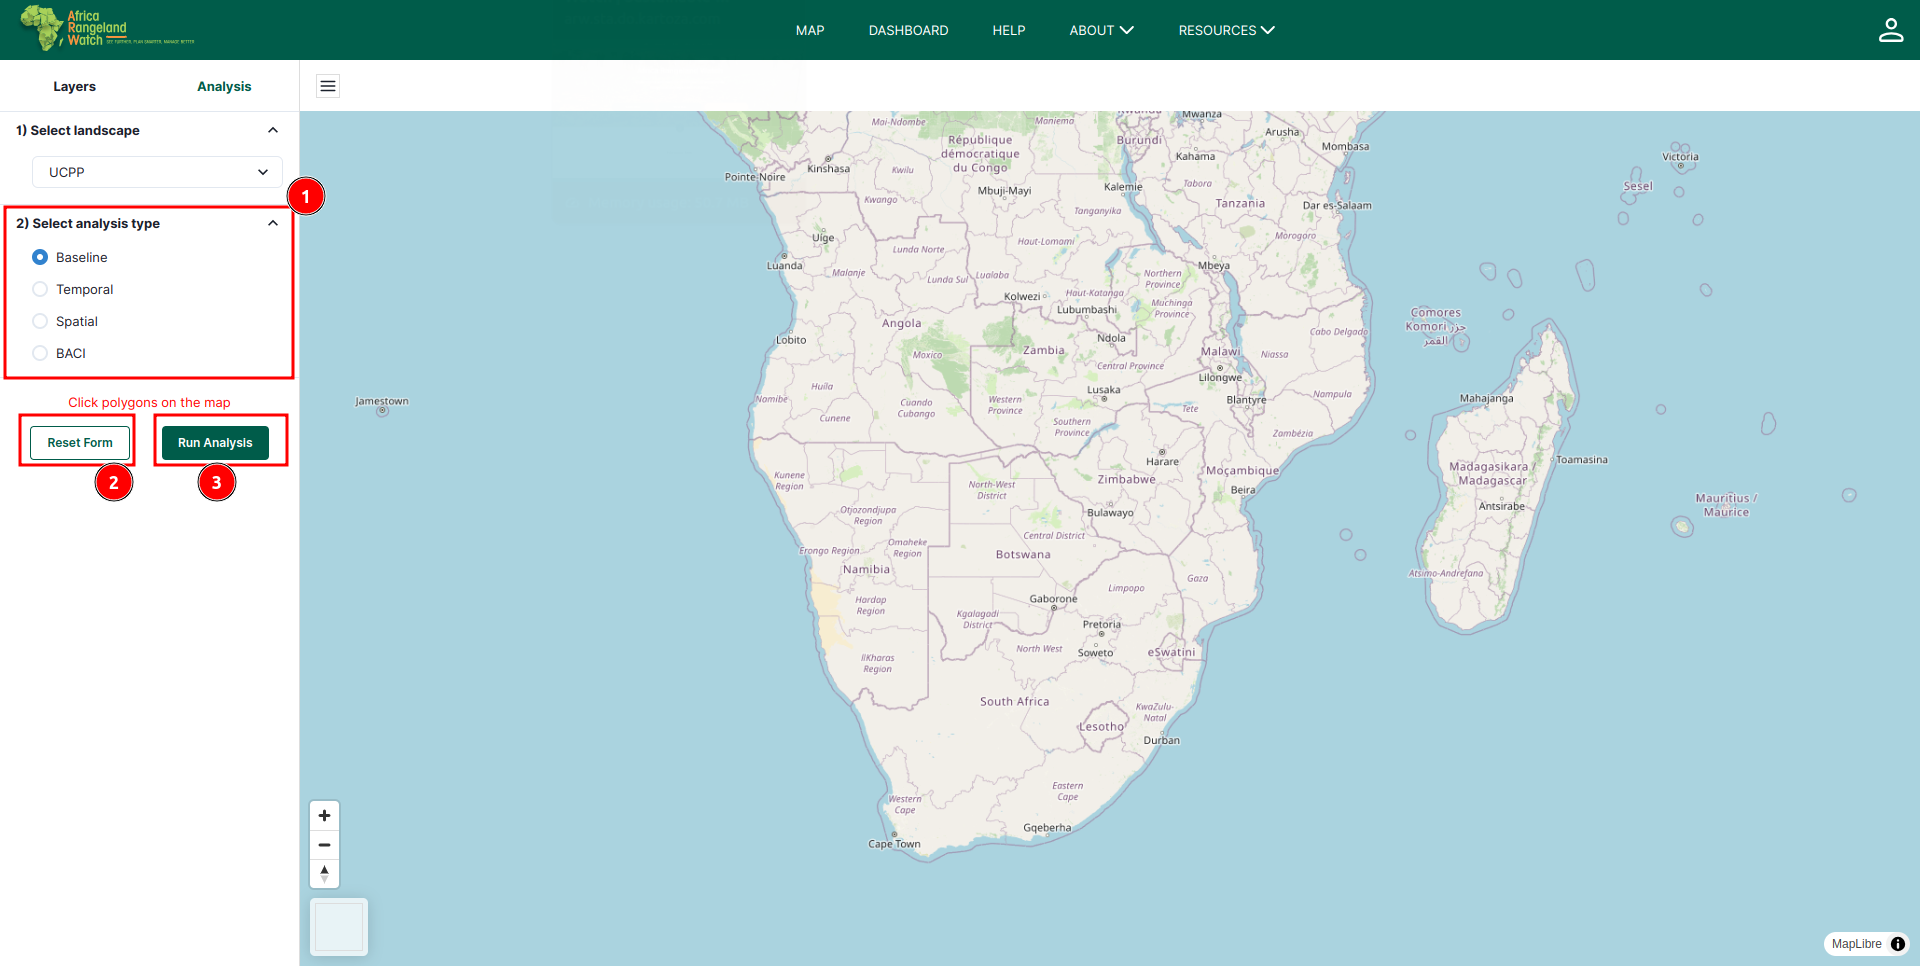 Africa
Rangeland
Watch
SEE FURTHER. PLAN SMARTER. MANAGE BETTER
MAP
DASHBOARD
HELP
ABOUT
RESOURCES
Layers
Analysis
1) Select landscape
UCPP
1
2) Select analysis type
Baseline
Temporal
Spatial
BACI
Click polygons on the map
Reset Form
Run Analysis
2
3
Mai-Ndombe
Maniema
Burundi
Mwanza
Arusha
République
démocratique
du Congo
Kinshasa
Kwilu
Pointe-Noire
Mbuji-Mayi
Kalemie
Kahama
Mombasa
Tabora
Victoria
Sesel
Kwango
Tanganyika
Tanzania
Dar es-Salaam
Uíge
Lunda Norte
Haut-Lomami
Morogoro
Luanda
Malanje
Lunda Sul
Lualaba
Northern
Province
Mbeya
Kolwezi
Haut-Katanga
Muchinga
Province
Lubumbashi
Angola
Lobito
Moxico
Zambia
Ndola
Central Province
Malawi
Niassa
Cabo Delgado
Comores
Komori جزر
القمر
Lilongwe
Huíla
Namibe
Cunene
Cuando
Cubango
Western
Province
Lusaka
Southern
Province
Tete
Blantyre
Nampula
Zambézia
Jamestown
Mahajanga
Kunene
Region
North-West
District
Harare
Zimbabwe
Moçambique
Beira
Bulawayo
Madagasikara /
Madagascar
Toamasina
Antsirabe
Mauritius /
Maurice
Otjozondjupa
Region
Omaheke
Region
Erongo Region
Central District
Botswana
Namibia
Gaza
Limpopo
Atsimo-Andrefana
Hardap
Region
Gaborone
Kgalagadi
District
Pretoria
Soweto
North West
eSwatini
IlKharas
Region
South Africa
KwaZulu-
Natal
Lesotho
Durban
Eastern
Cape
Western
Cape
Gqeberha
Cape Town
MapLibre